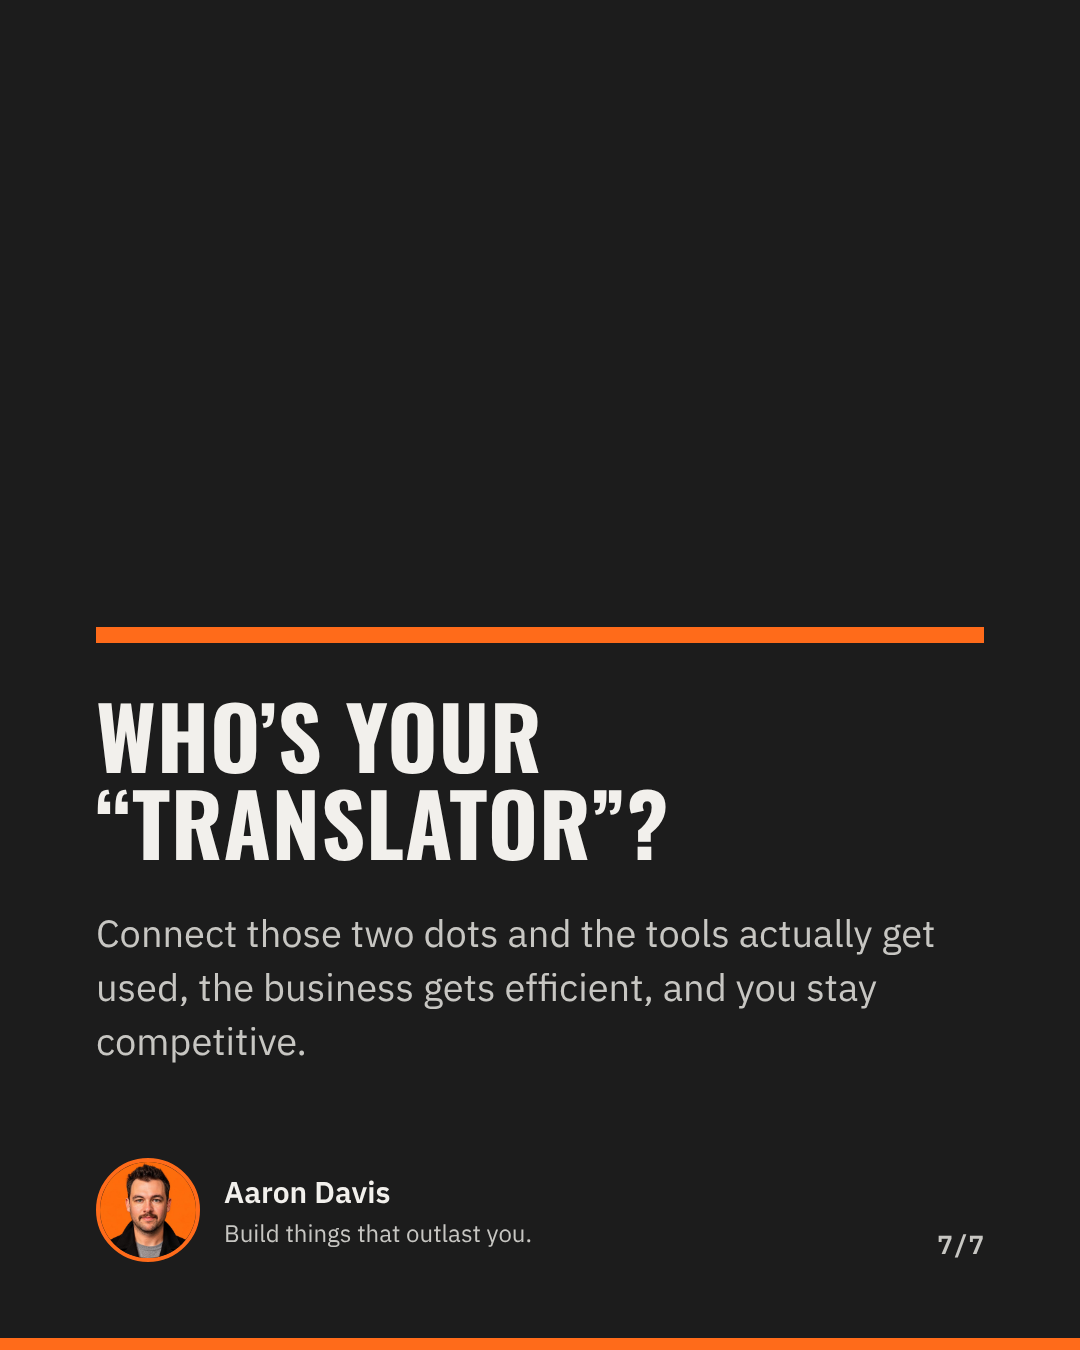 WHO’S YOUR
“TRANSLATOR”?
Connect those two dots and the tools actually get
used, the business gets efficient, and you stay
competitive.
Aaron Davis
Build things that outlast you.
7/7